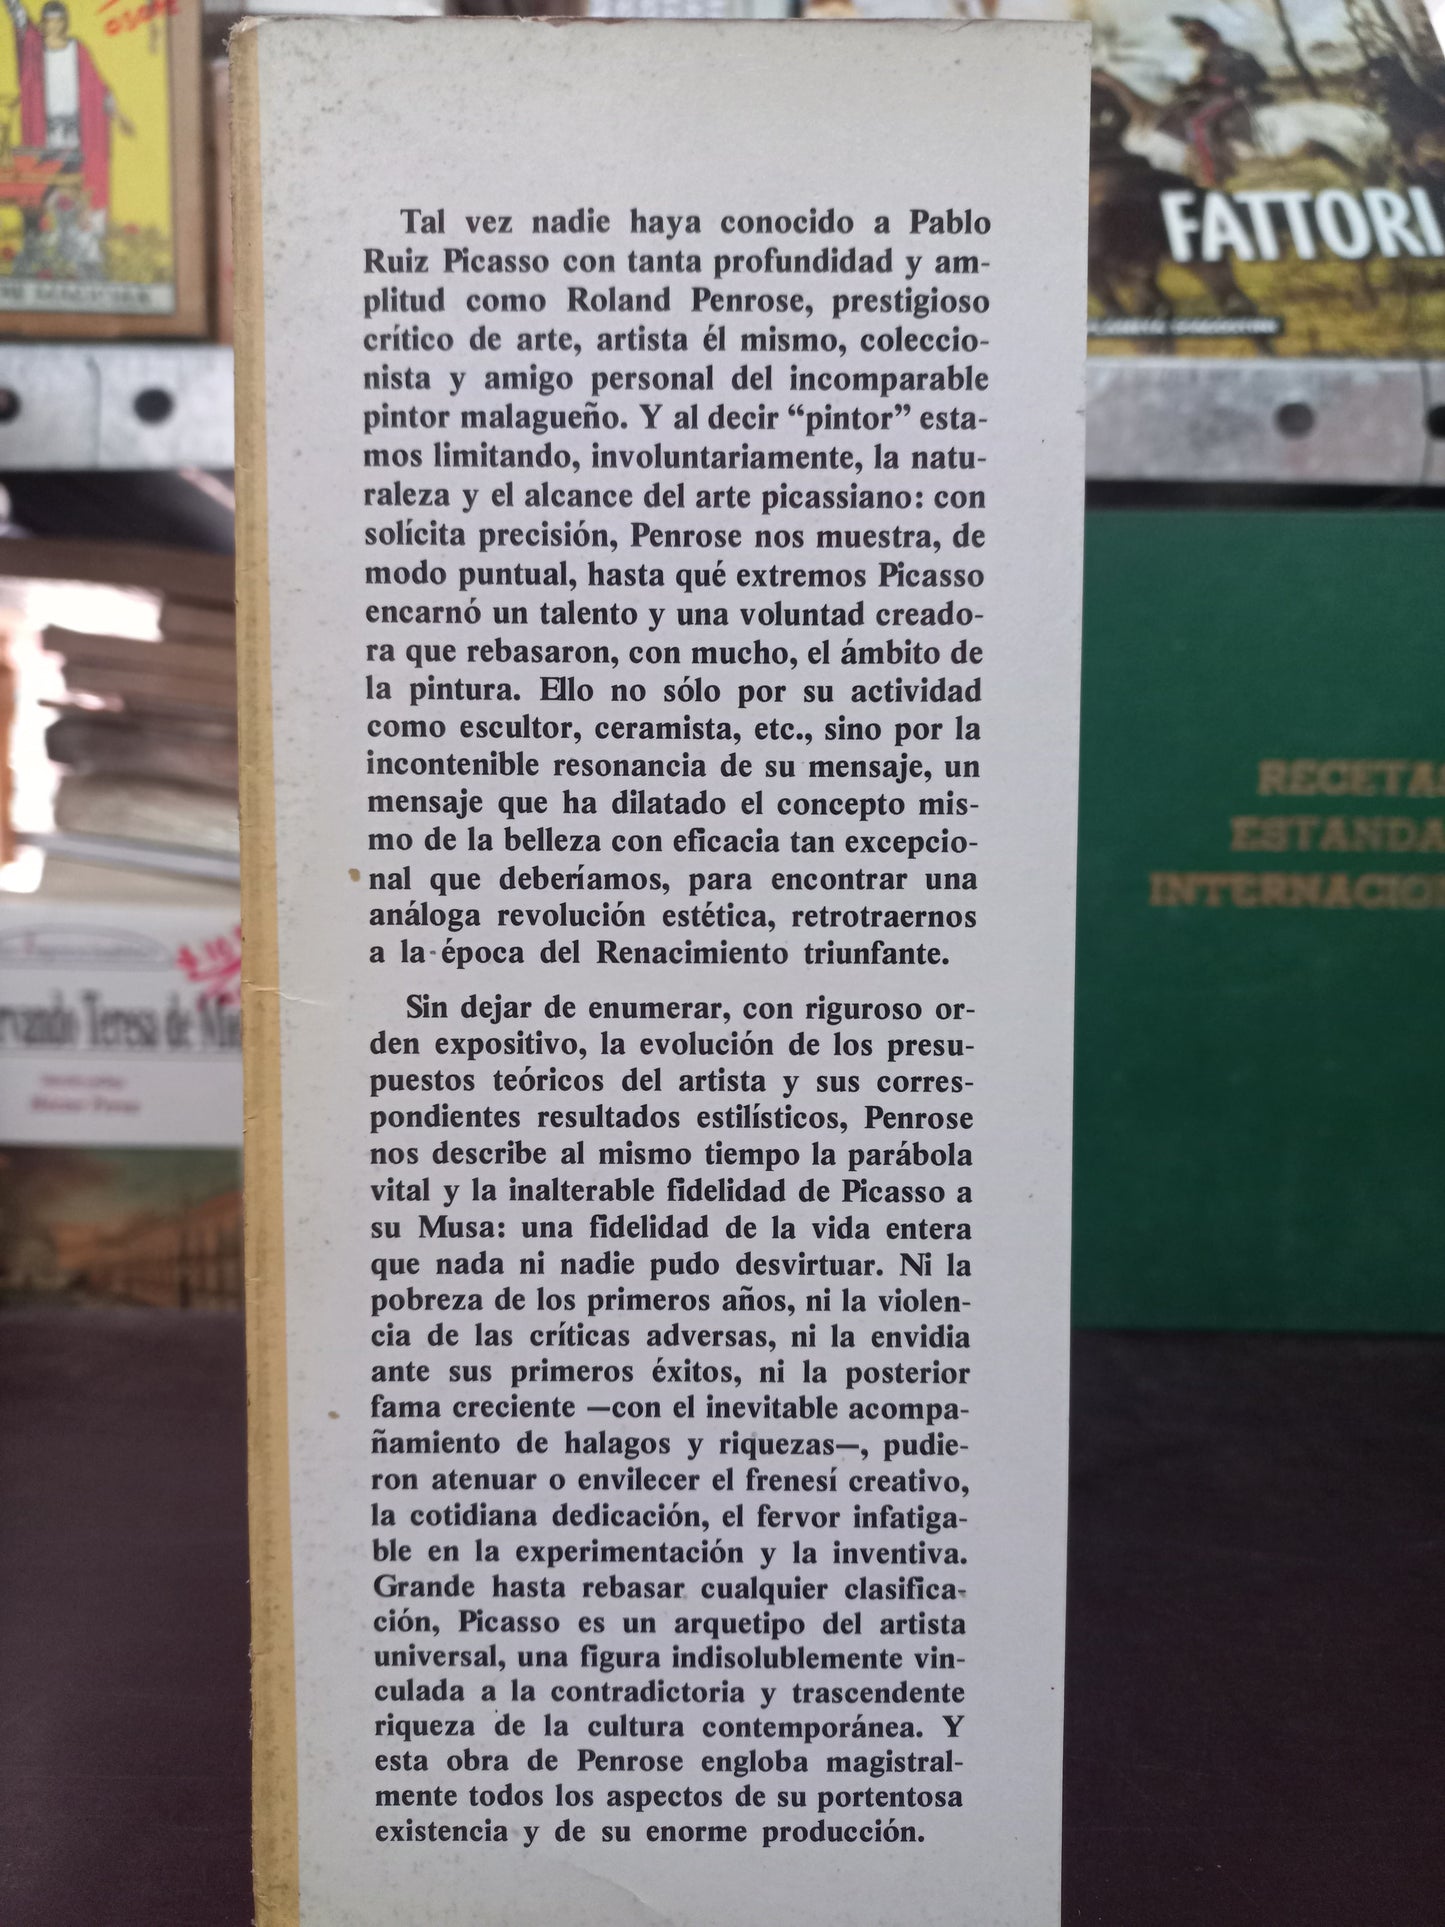 Tal vez nadie haya conocido a Pablo
Ruiz Picasso con tanta profundidad y am-
plitud como Roland Penrose, prestigioso
crítico de arte, artista él mismo, coleccio-
nista y amigo personal del incomparable
pintor malagueño. Y al decir “pintor” esta-
mos limitando, involuntariamente, la natu-
raleza y el alcance del arte picassiano: con
solícita precisión, Penrose nos muestra, de
modo puntual, hasta qué extremos Picasso
encarnó un talento y una voluntad creado-
ra que rebasaron, con mucho, el ámbito de
la pintura. Ello no sólo por su actividad
como escultor, ceramista, etc., sino por la
incontenible resonancia de su mensaje, un
mensaje que ha dilatado el concepto mis-
mo de la belleza con eficacia tan excepcio-
nal que deberíamos, para encontrar una
análoga revolución estética, retrotraernos
a la época del Renacimiento triunfante.
Sin dejar de enumerar, con riguroso or-
den expositivo, la evolución de los presu-
puestos teóricos del artista y sus corres-
pondientes resultados estilísticos, Penrose
nos describe al mismo tiempo la parábola
vital y la inalterable fidelidad de Picasso a
su Musa: una fidelidad de la vida entera
que nada ni nadie pudo desvirtuar. Ni la
pobreza de los primeros años, ni la violen-
cia de las críticas adversas, ni la envidia
ante sus primeros éxitos, ni la posterior
fama creciente —con el inevitable acompa-
ñamiento de halagos y riquezas—, pudie-
ron atenuar o envilecer el frenesí creativo,
la cotidiana dedicación, el fervor infatiga-
ble en la experimentación y la inventiva.
Grande hasta rebasar cualquier clasifica-
ción, Picasso es un arquetipo del artista
universal, una figura indisolublemente vin-
culada a la contradictoria y trascendente
riqueza de la cultura contemporánea. Y
esta obra de Penrose engloba magistral-
mente todos los aspectos de su portentosa
existencia y de su enorme producción.
FATTORI
RECETAS
ESTANDA
INTERNACION
Teresa de Mie